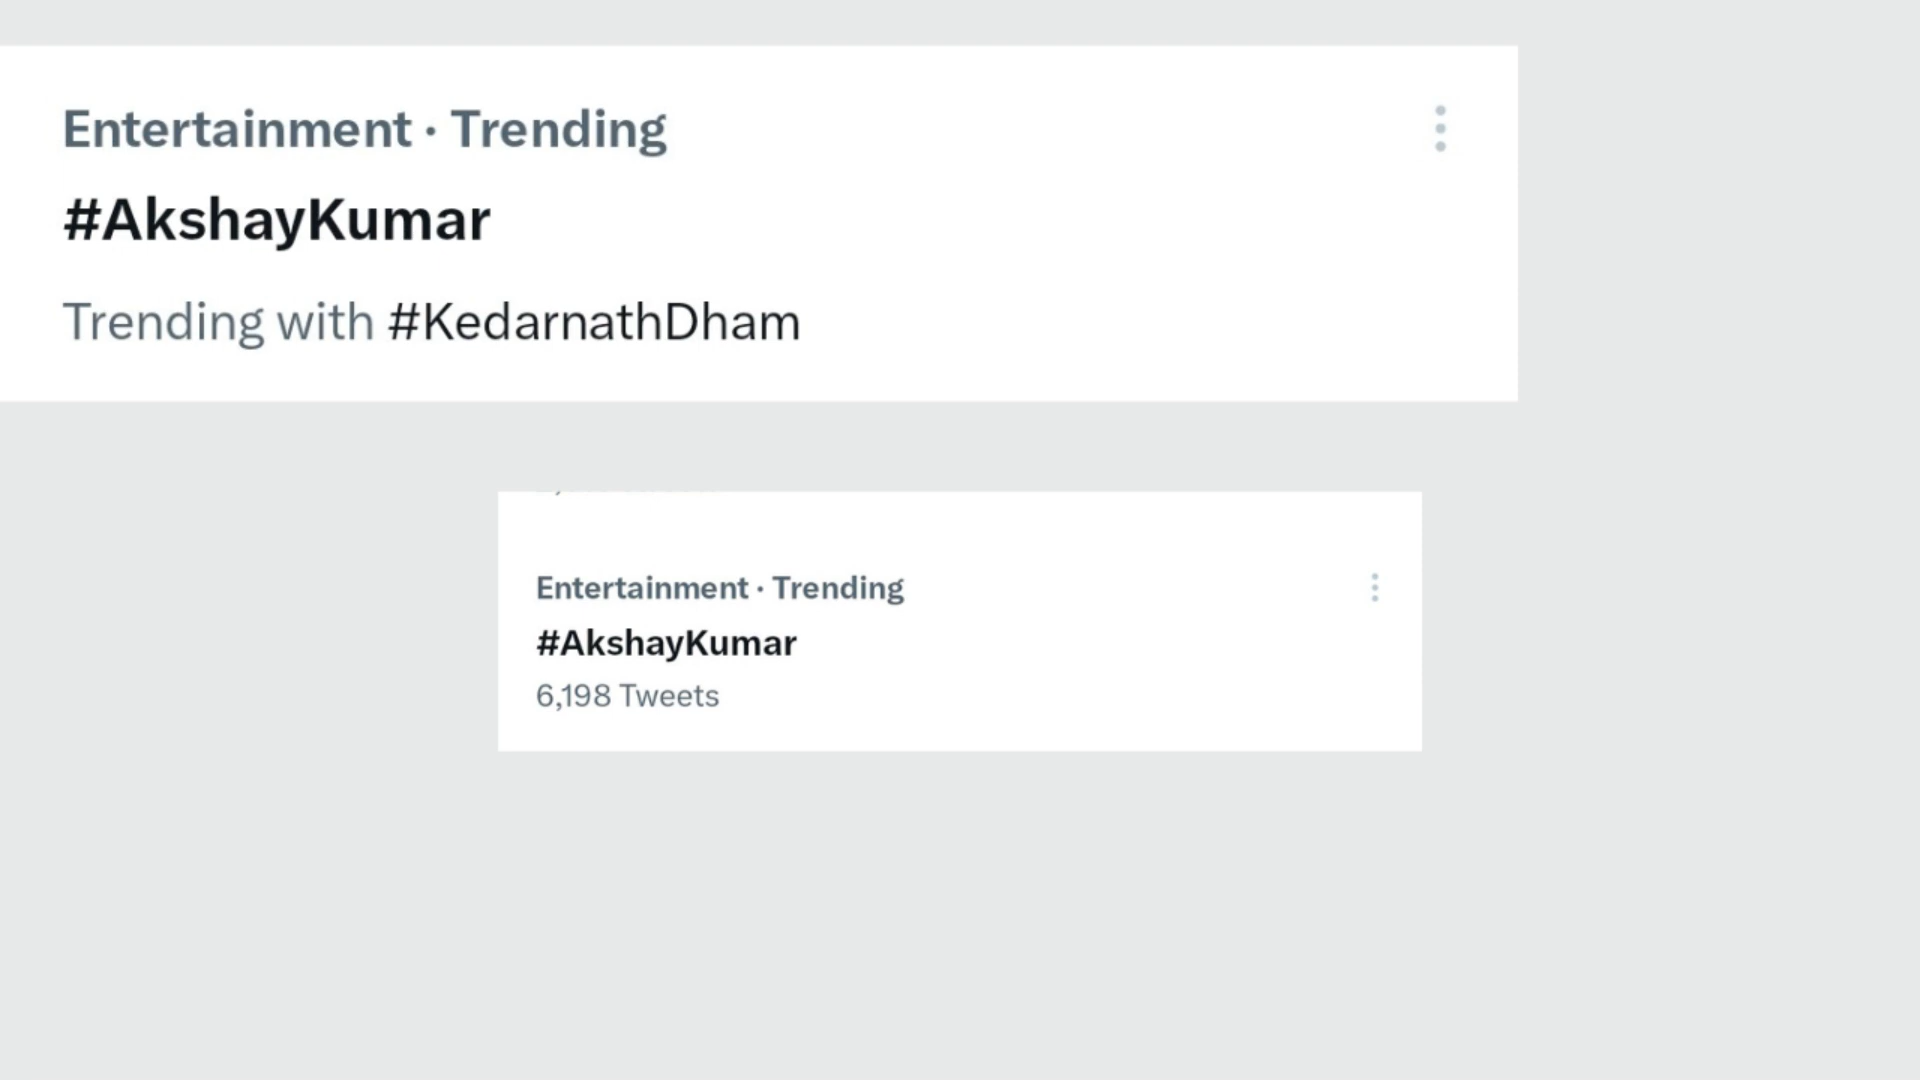 Entertainment · Trending
#AkshayKumar
Trending with #KedarnathDham
Entertainment · Trending
#AkshayKumar
6,198 Tweets